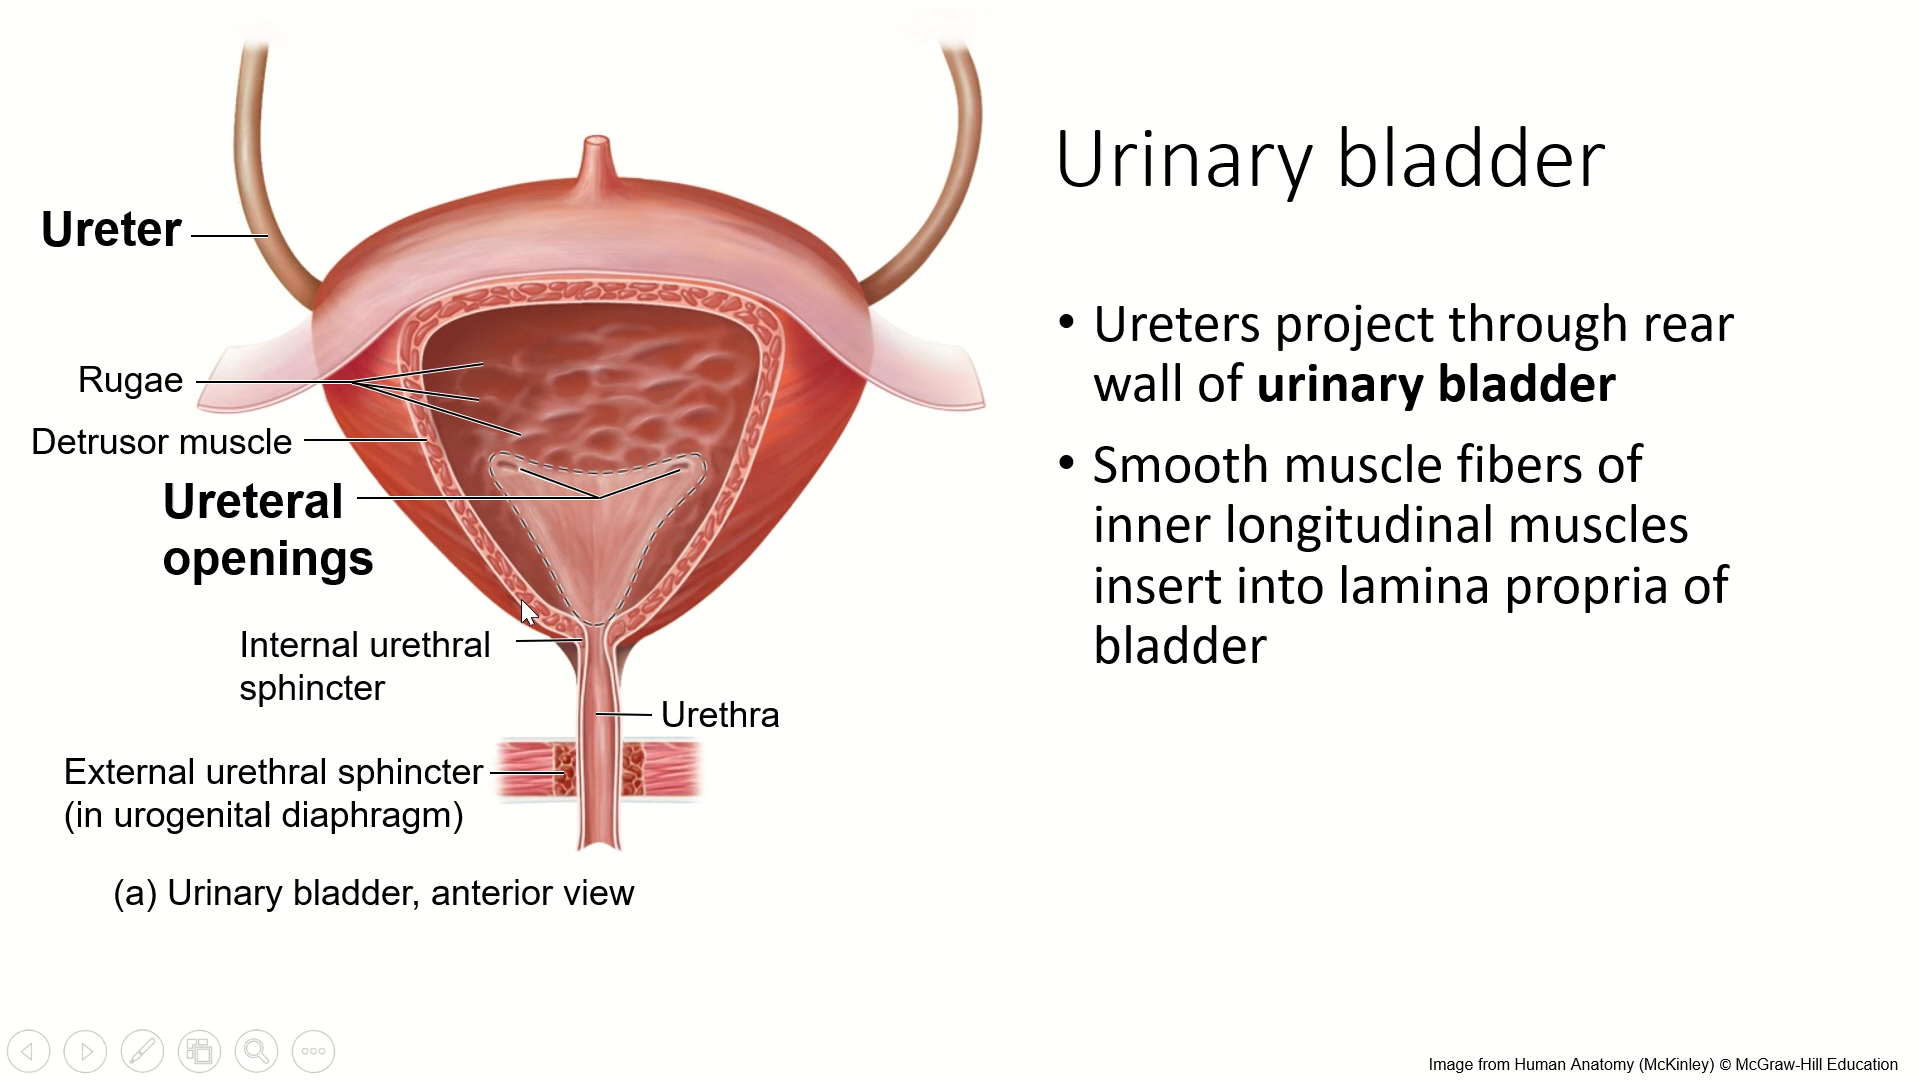 Urinary bladder
Ureter
Rugae
Detrusor muscle
Ureteral
openings
Internal urethral
sphincter
Urethra
External urethral sphincter
(in urogenital diaphragm)
(a) Urinary bladder, anterior view
• Ureters project through rear
wall of urinary bladder
• Smooth muscle fibers of
inner longitudinal muscles
insert into lamina propria of
bladder
Image from Human Anatomy (McKinley) © McGraw-Hill Education